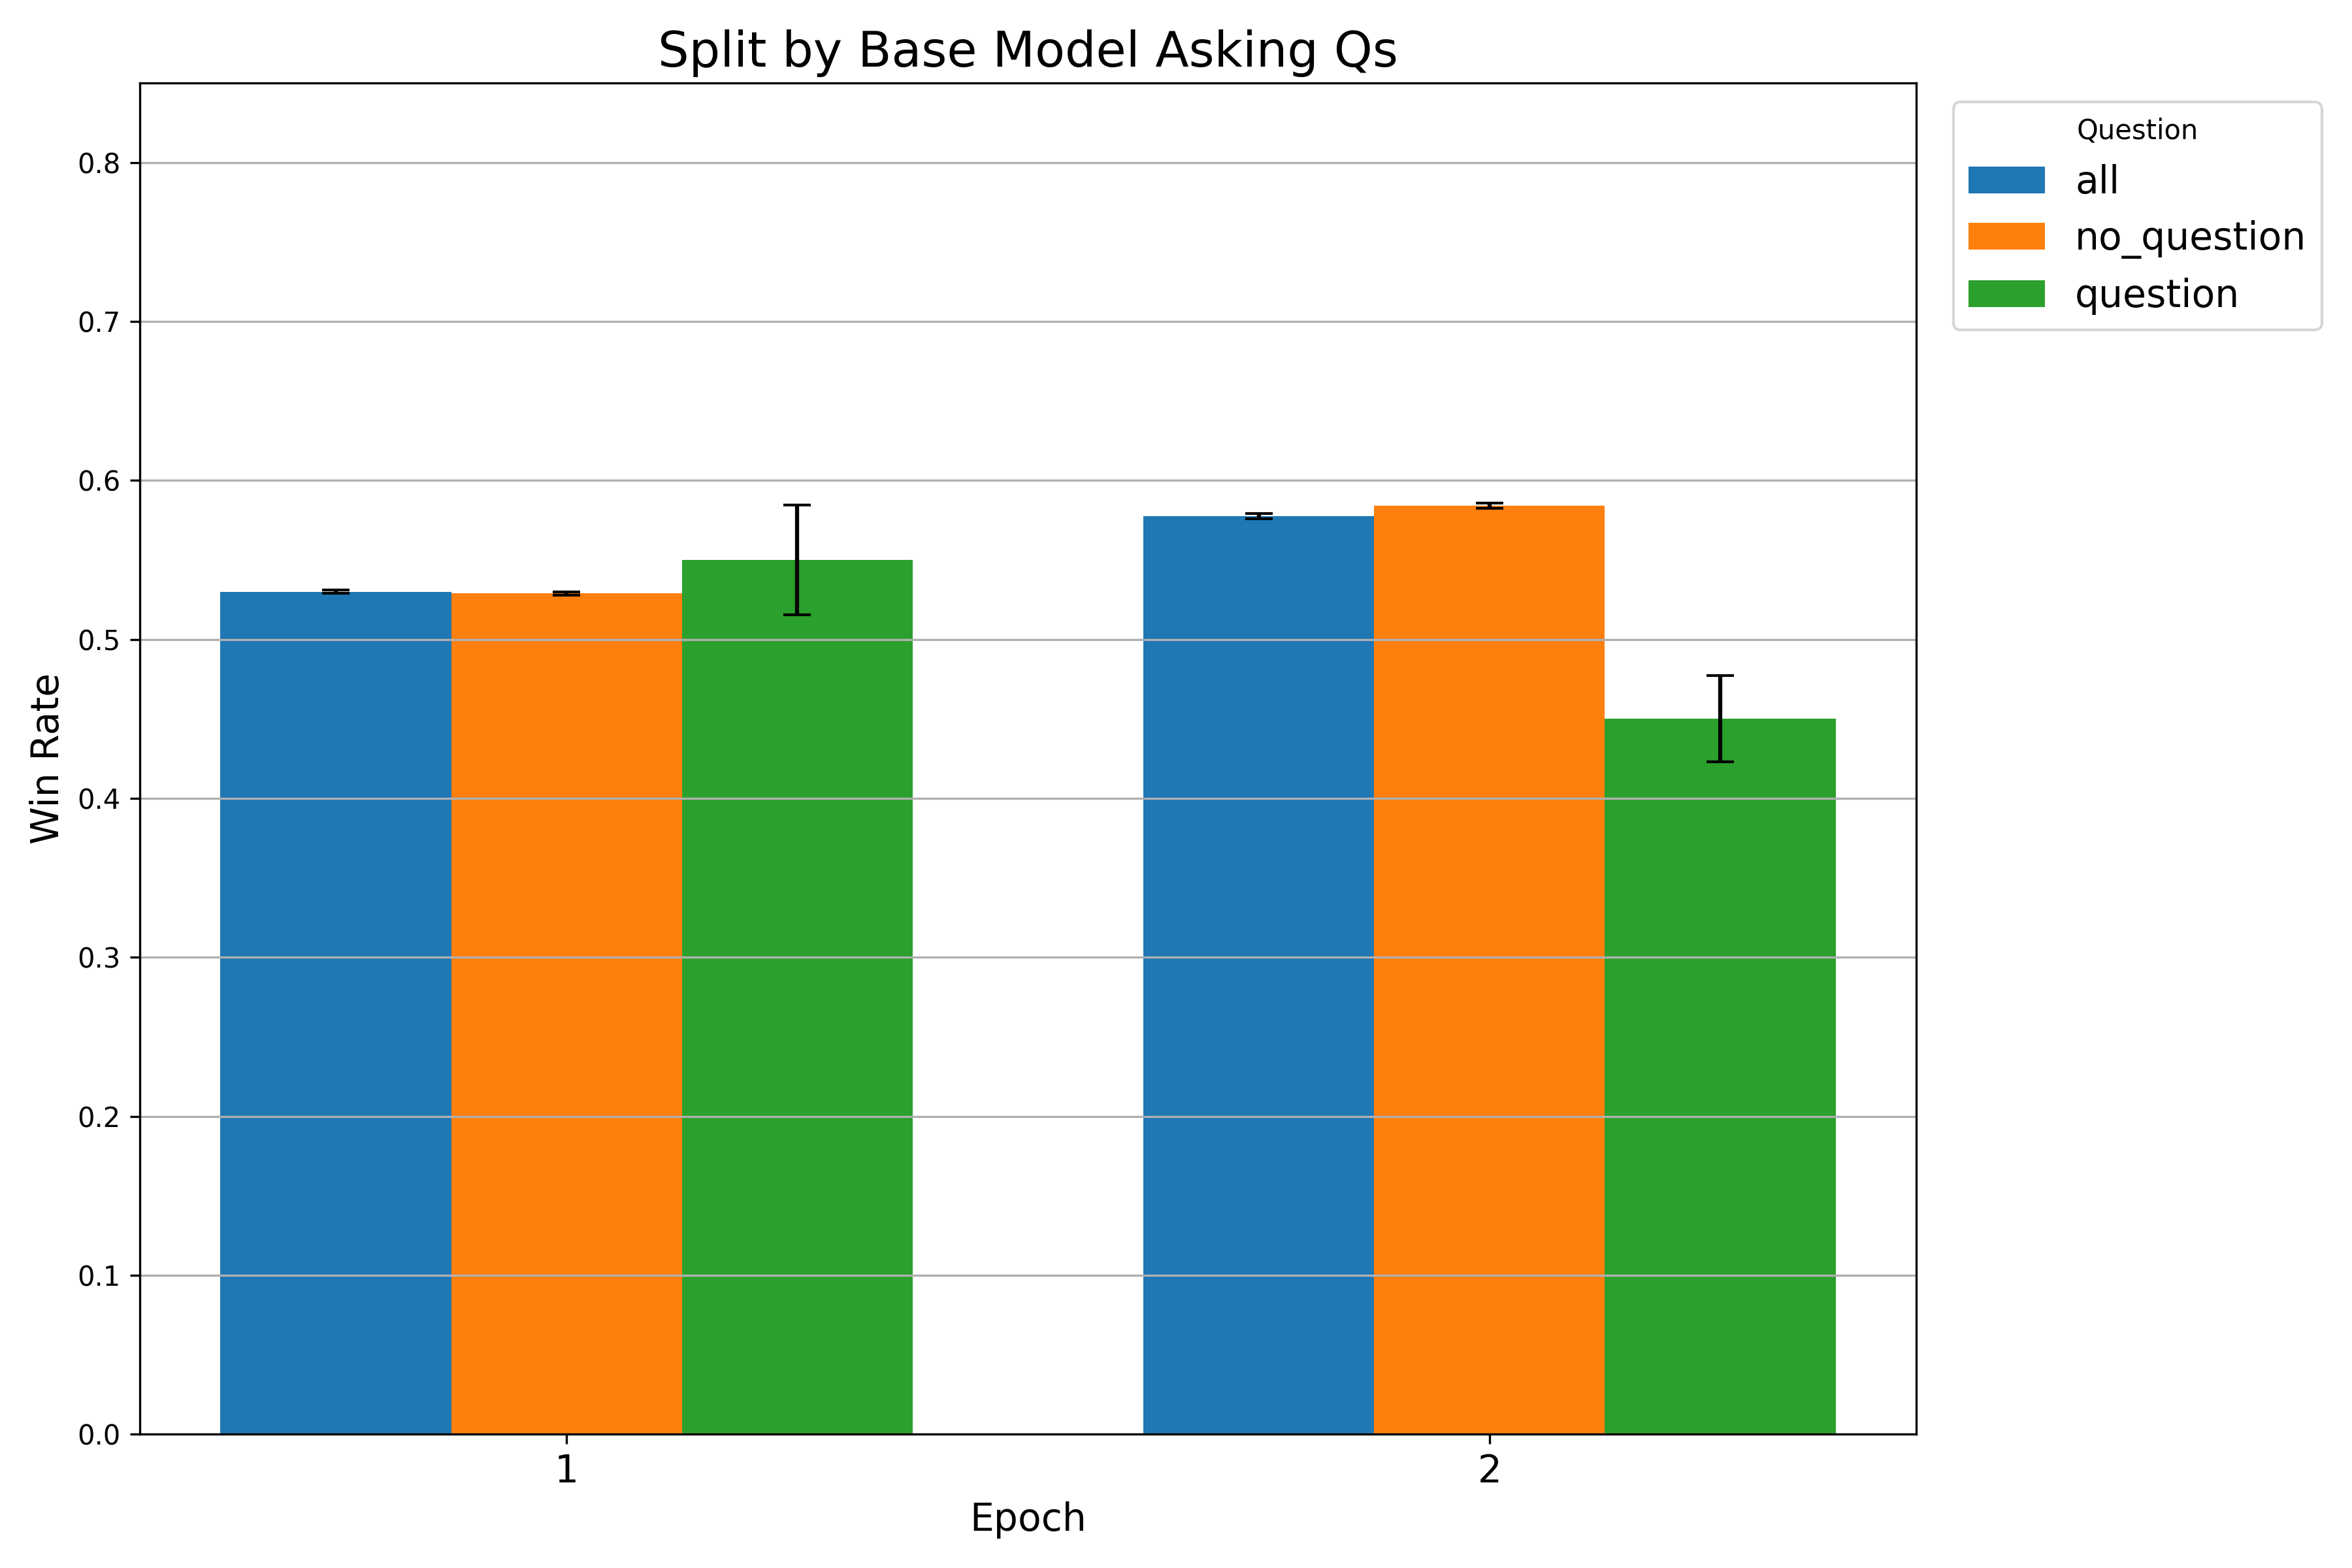 Split by Base Model Asking Qs
Question
all
no_question
question
Win Rate
0.8
0.7
0.6
0.5
0.4
0.3
0.2
0.1
0.0
1
2
Epoch